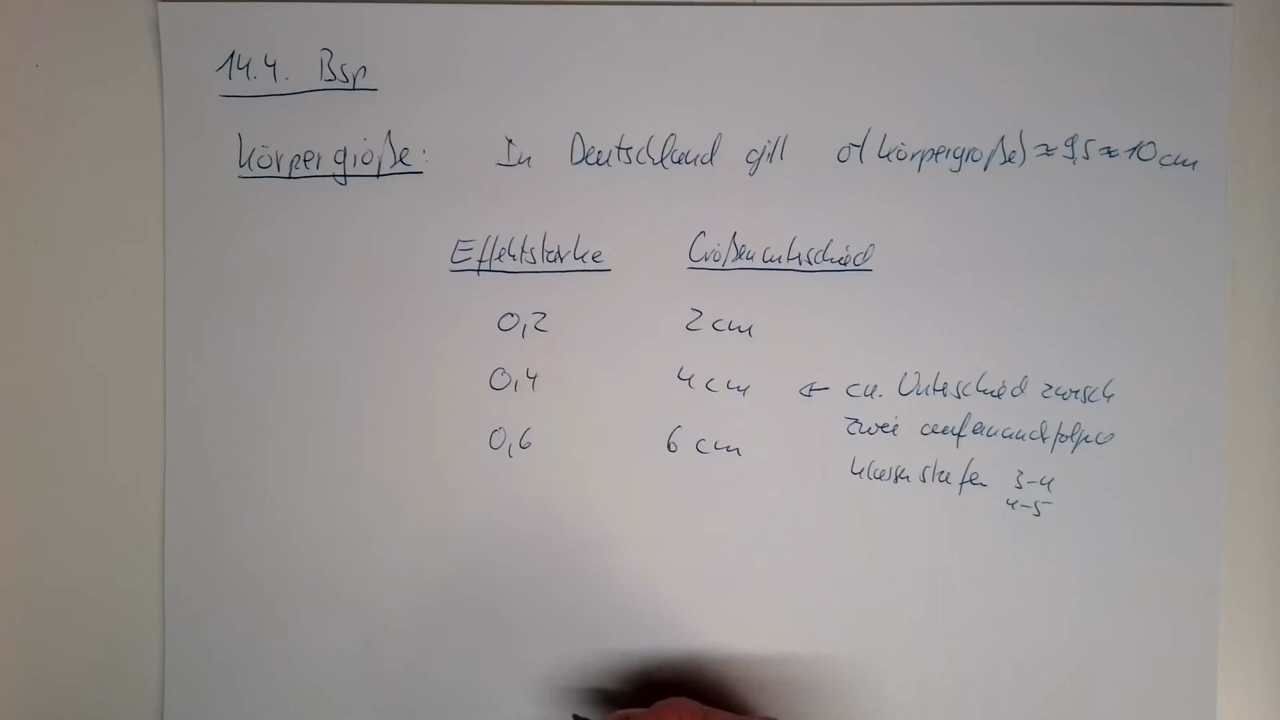 14.4. Bsp
Körpergröße: In Deutschland gilt σ(Körpergröße) ≈ 9,5 ≈ 10 cm
Effektstärke Größenunterschied
0,2 2 cm
0,4 4 cm ← ca. Unterschied zwisch
0,6 6 cm zwei
Klassenstufen 3-4
4-5